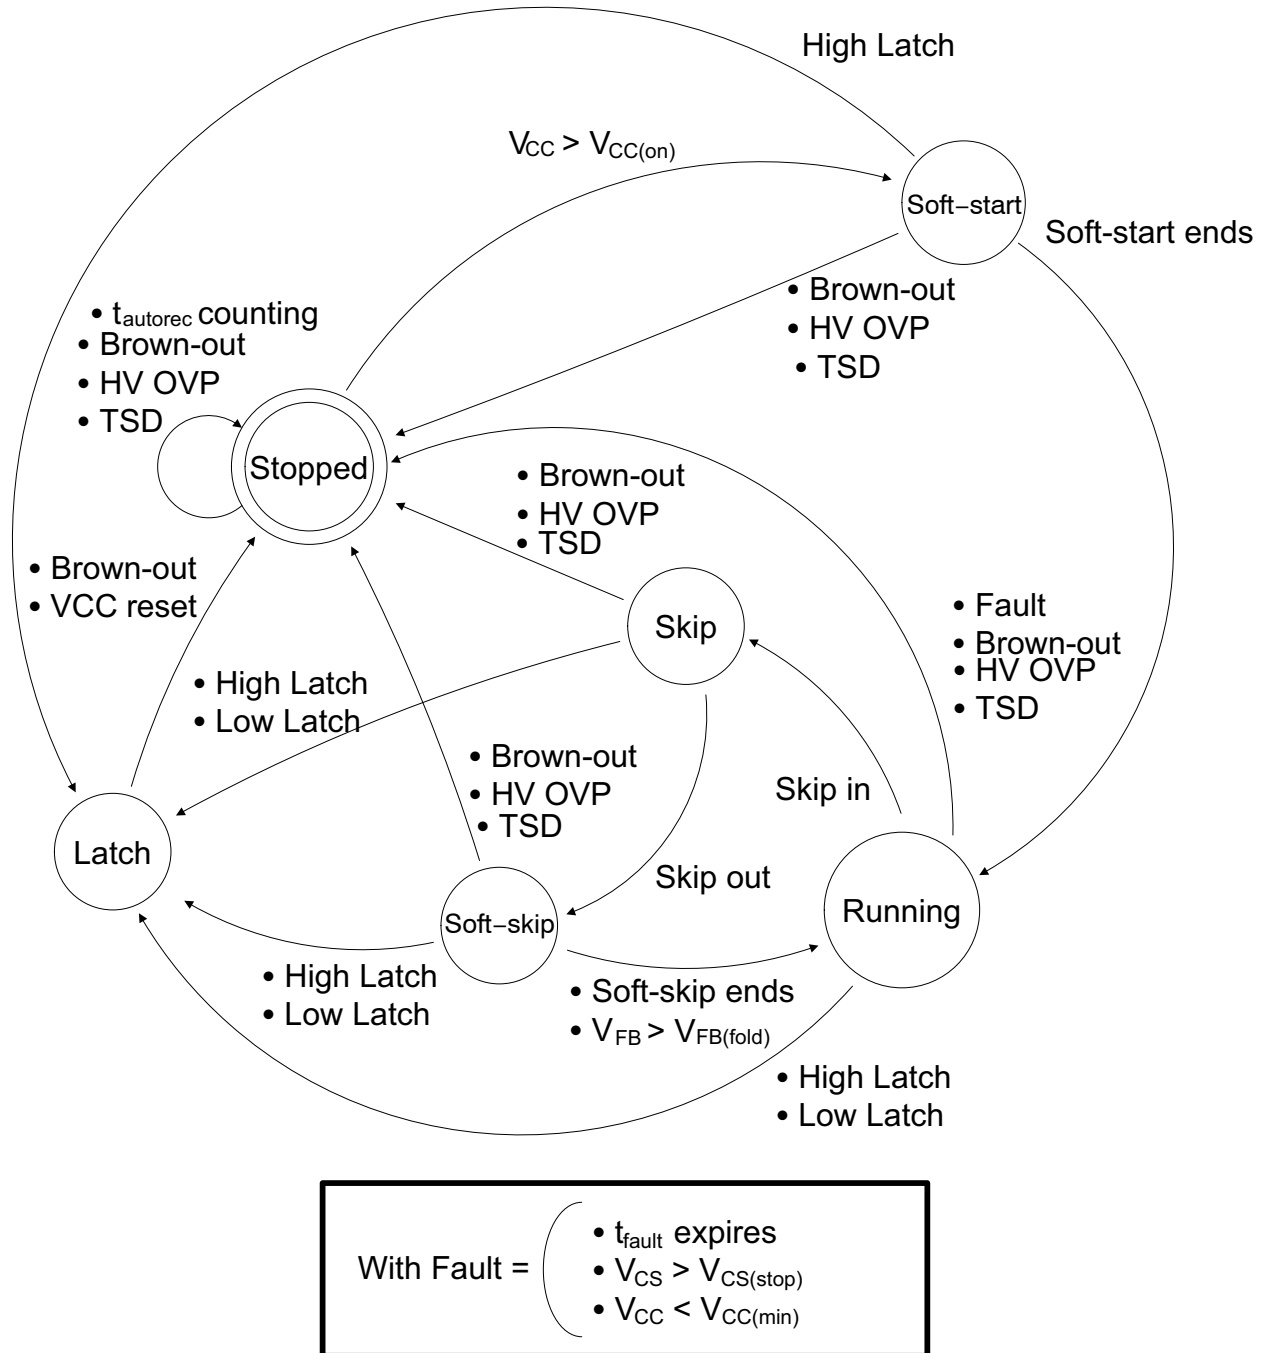 High Latch
VCC > VCC(on)
Soft–start
Soft-start ends
• Brown-out
• HV OVP
• TSD
• tautorec counting
• Brown-out
• HV OVP
• TSD
Stopped
• Brown-out
• HV OVP
• TSD
• Brown-out
• VCC reset
Skip
• Fault
• Brown-out
• HV OVP
• TSD
• High Latch
• Low Latch
• Brown-out
• HV OVP
• TSD
Skip in
Latch
Skip out
Running
Soft–skip
• High Latch
• Low Latch
• Soft-skip ends
• VFB > VFB(fold)
• High Latch
• Low Latch
With Fault =
• tfault expires
• VCS > VCS(stop)
• VCC < VCC(min)